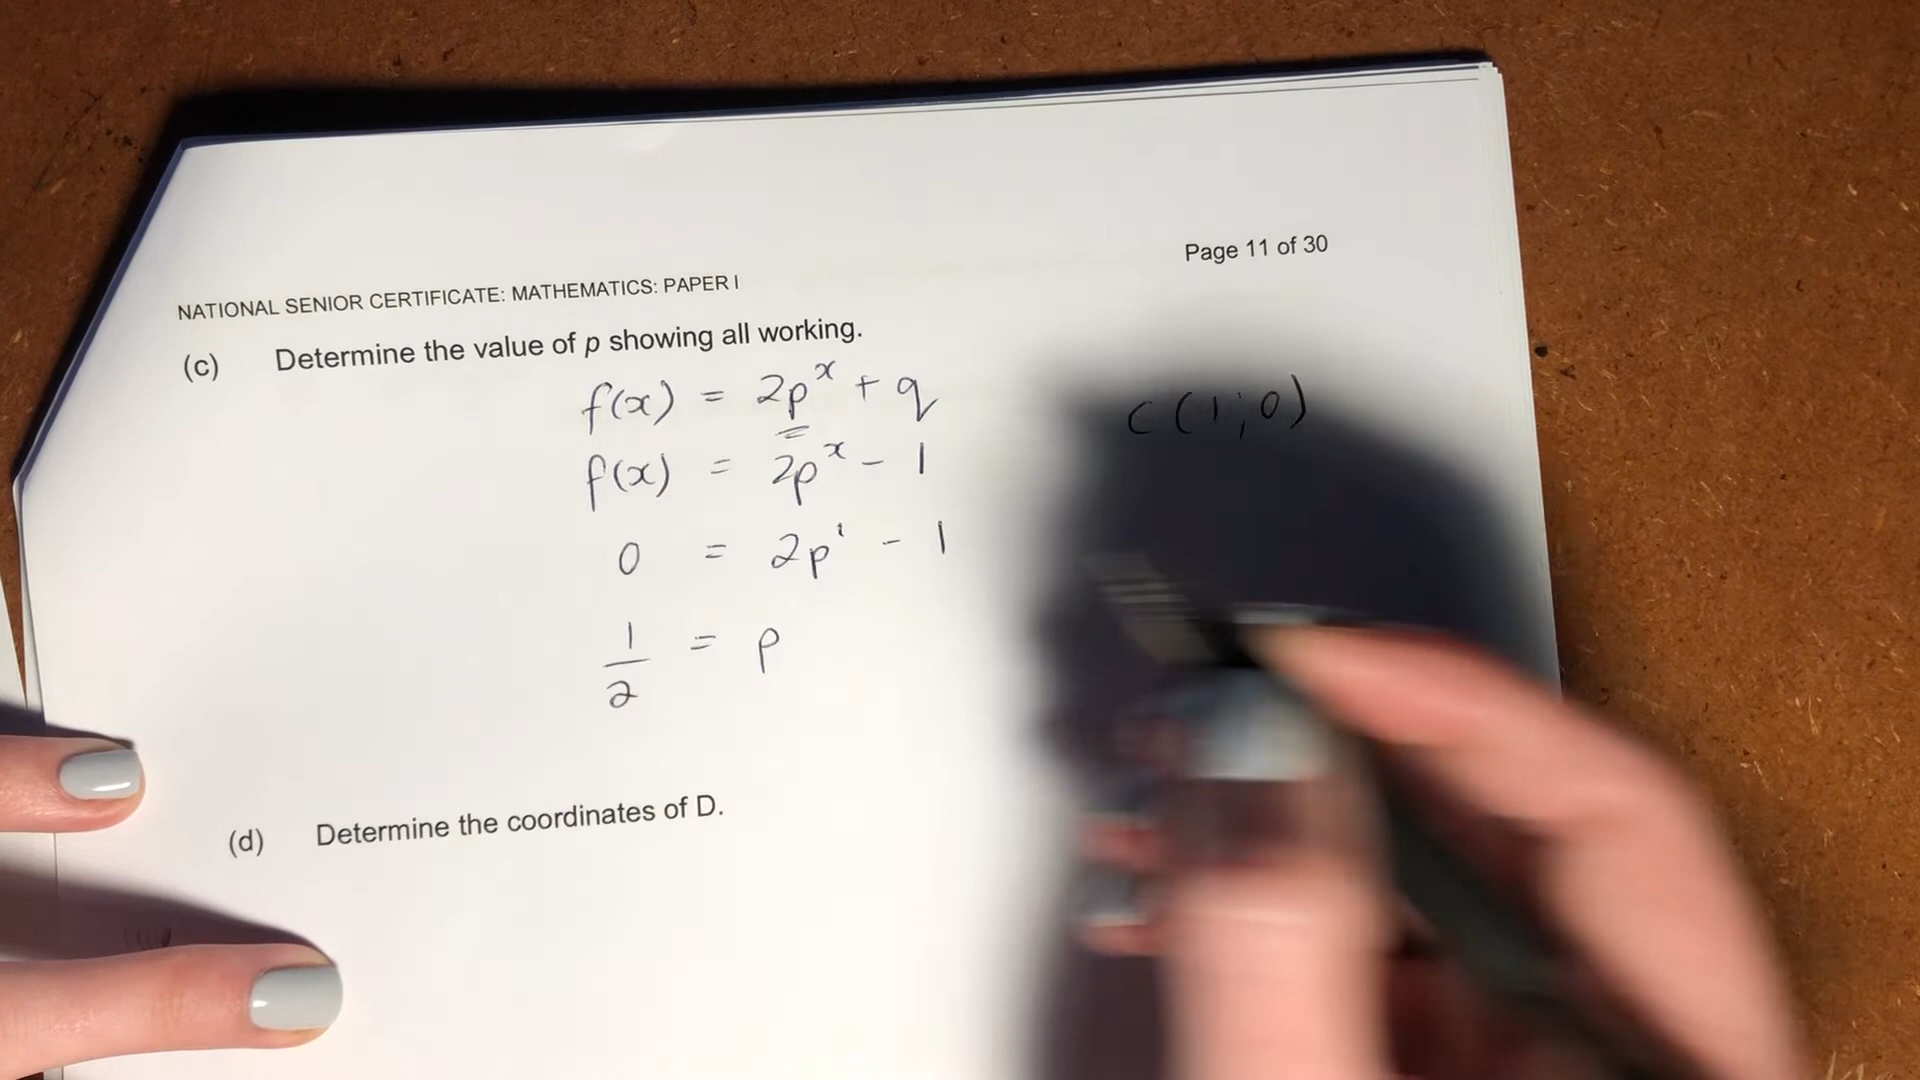 Page 11 of 30
NATIONAL SENIOR CERTIFICATE: MATHEMATICS: PAPER I
(c) Determine the value of p showing all working.
f(x) = 2p^x + q
C(1;0)
f(x) = 2p^x - 1
0 = 2p^1 - 1
1/2 = p
(d) Determine the coordinates of D.